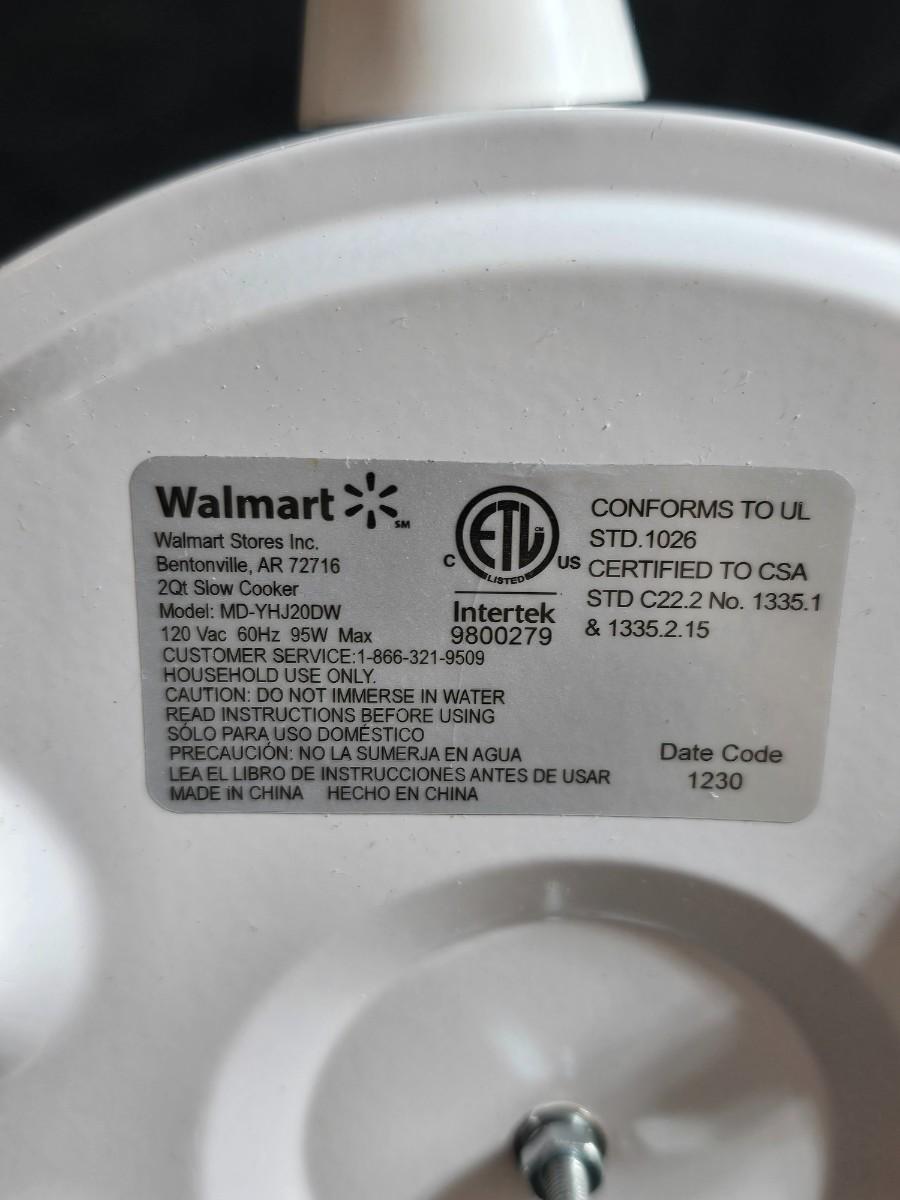 Walmart SM
Walmart Stores Inc.
Bentonville, AR 72716
2Qt Slow Cooker
Model: MD-YHJ20DW
120 Vac 60Hz 95W Max
CUSTOMER SERVICE:1-866-321-9509
HOUSEHOLD USE ONLY.
CAUTION: DO NOT IMMERSE IN WATER
READ INSTRUCTIONS BEFORE USING
SÓLO PARA USO DOMÉSTICO
PRECAUCIÓN: NO LA SUMERJA EN AGUA
LEA EL LIBRO DE INSTRUCCIONES ANTES DE USAR
MADE iN CHINA HECHO EN CHINA
ETL CM
C LISTED US
Intertek
9800279
CONFORMS TO UL
STD.1026
CERTIFIED TO CSA
STD C22.2 No. 1335.1
& 1335.2.15
Date Code
1230